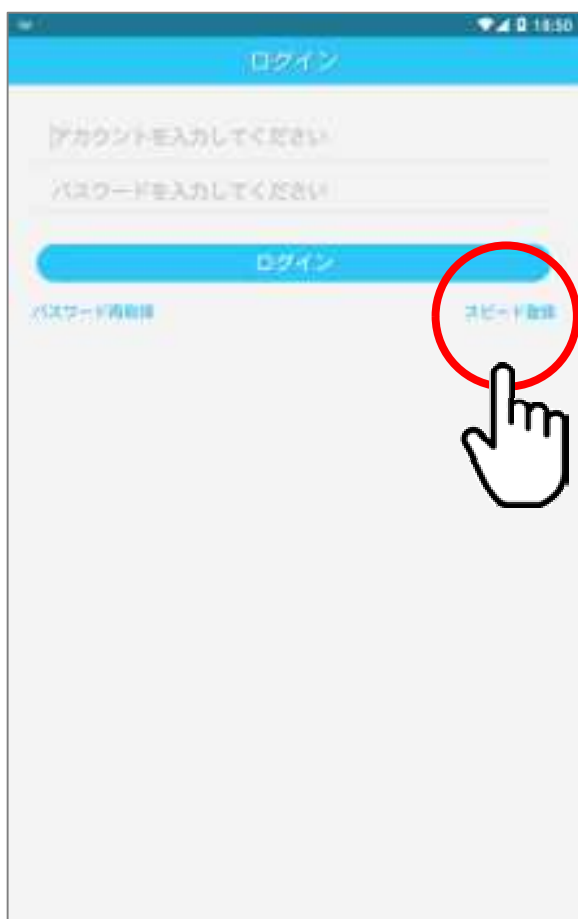 18:50
ログイン
アカウントを入力してください
パスワードを入力してください
ログイン
パスワード再取得
スピード登録